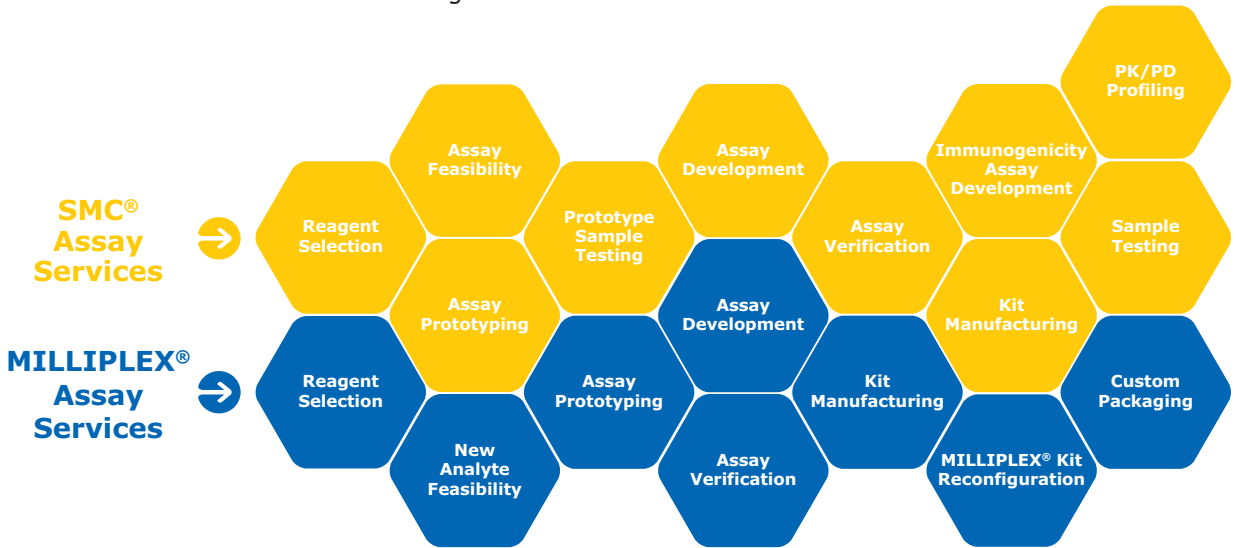 PK/PD
Profiling
Assay
Feasibility
Assay
Development
Immunogenicity
Assay
Development
SMC®
Assay
Services
Reagent
Selection
Prototype
Sample
Testing
Assay
Verification
Sample
Testing
Assay
Prototyping
Assay
Development
Kit
Manufacturing
MILLIPLEX®
Assay
Services
Reagent
Selection
Assay
Prototyping
Kit
Manufacturing
Custom
Packaging
New
Analyte
Feasibility
Assay
Verification
MILLIPLEX® Kit
Reconfiguration